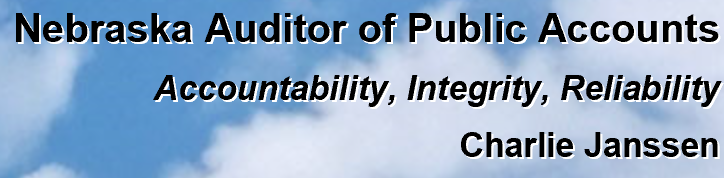 Nebraska Auditor of Public Accounts
Accountability, Integrity, Reliability
Charlie Janssen